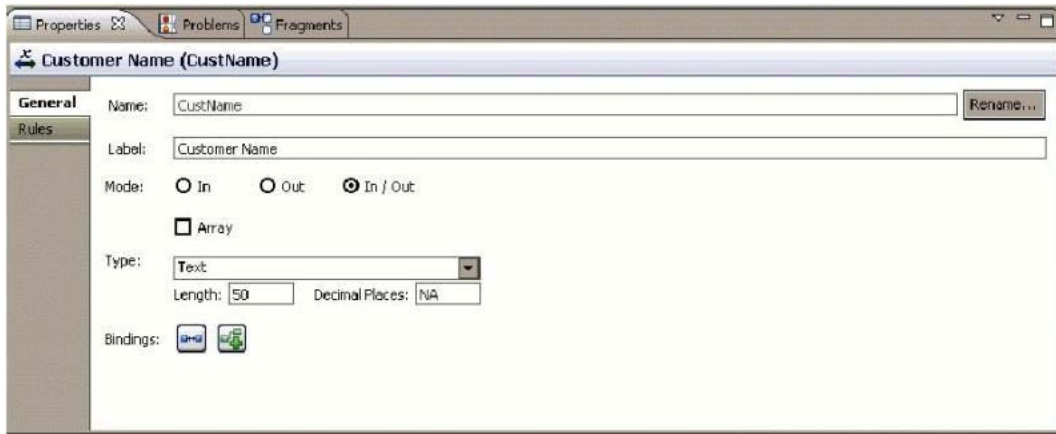 Properties Problems Fragments
Customer Name (CustName)
General
Name: CustName Rename...
Rules
Label: Customer Name
Mode: In Out In / Out
Array
Type: Text
Length: 50 Decimal Places: NA
Bindings: